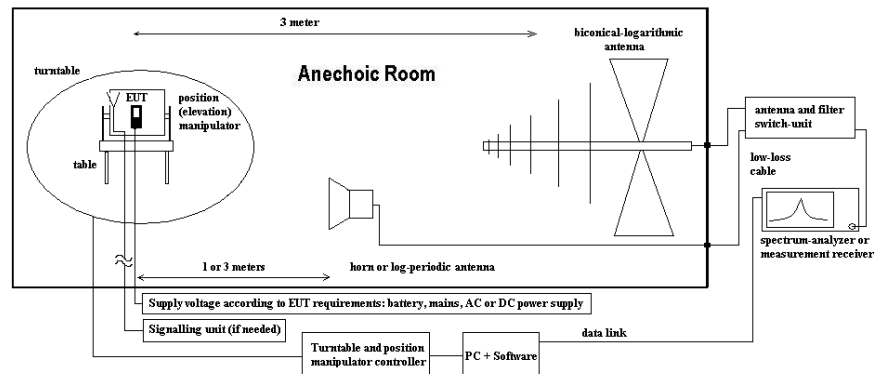 3 meter
biconical-logarithmic
antenna
turntable
Anechoic Room
EUT
position
(elevation)
manipulator
antenna and filter
switch-unit
table
low-loss
cable
spectrum-analyzer or
measurement receiver
1 or 3 meters
horn or log-periodic antenna
Supply voltage according to EUT requirements: battery, mains, AC or DC power supply
Signalling unit (if needed)
data link
Turntable and position
manipulator controller
PC + Software